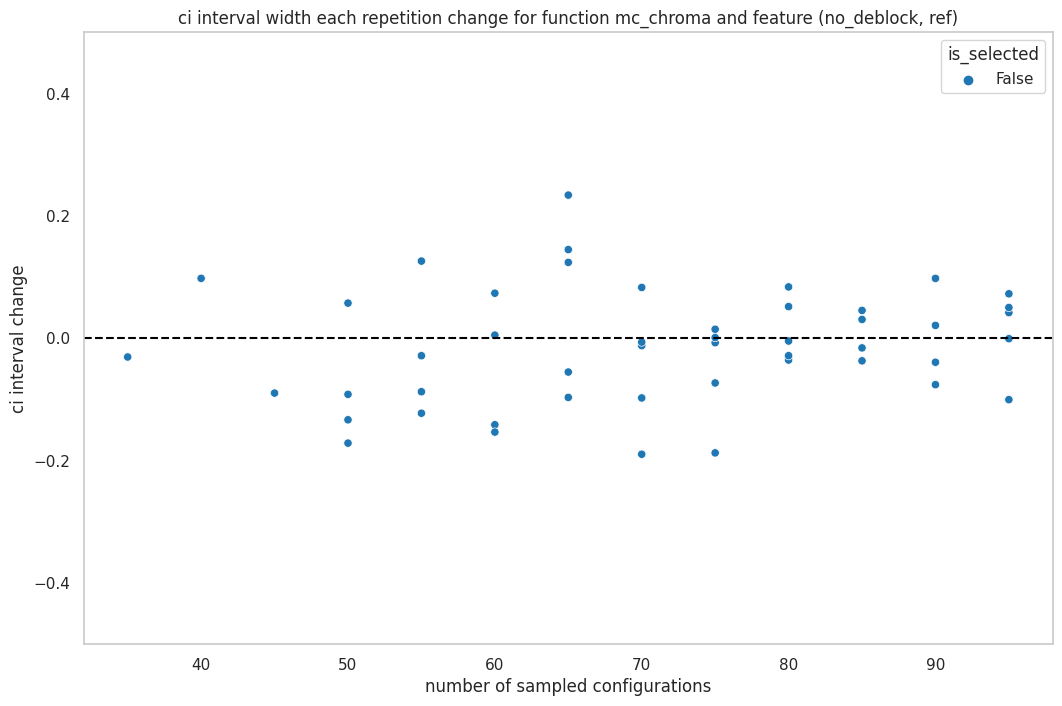 ci interval width each repetition change for function mc_chroma and feature (no_deblock, ref)
is_selected
False
ci interval change
0.4
0.2
0.0
−0.2
−0.4
40
50
60
70
80
90
number of sampled configurations